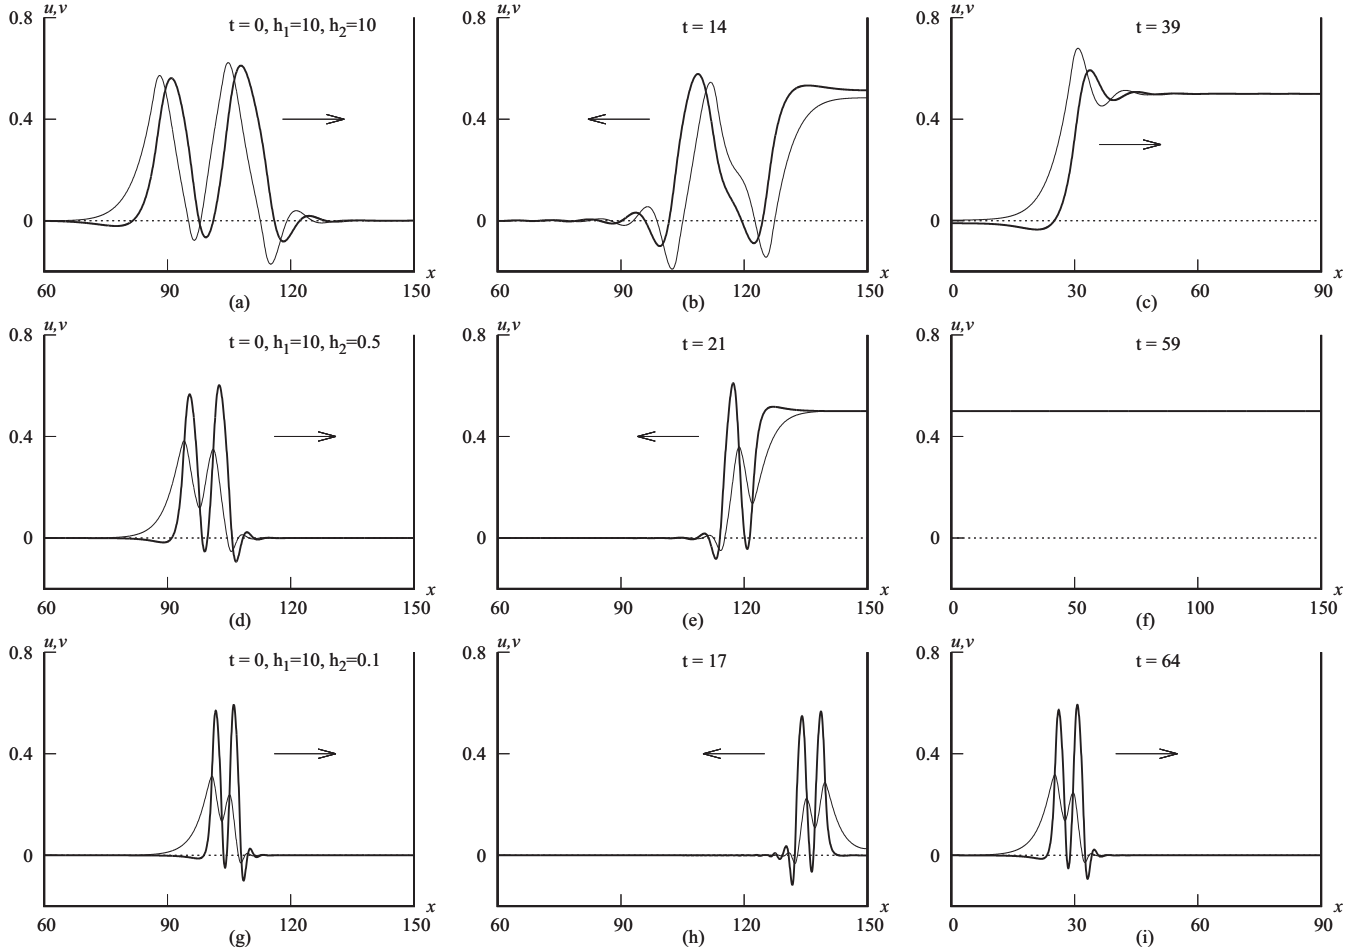 u,v
0.8
0.4
0
t = 0, h1=10, h2=10
60 90 120 150
x
(a)
u,v
0.8
0.4
0
t = 14
60 90 120 150
x
(b)
u,v
0.8
0.4
0
t = 39
0 30 60 90
x
(c)
u,v
0.8
0.4
0
t = 0, h1=10, h2=0.5
60 90 120 150
x
(d)
u,v
0.8
0.4
0
t = 21
60 90 120 150
x
(e)
u,v
0.8
0.4
0
t = 59
0 50 100 150
x
(f)
u,v
0.8
0.4
0
t = 0, h1=10, h2=0.1
60 90 120 150
x
(g)
u,v
0.8
0.4
0
t = 17
60 90 120 150
x
(h)
u,v
0.8
0.4
0
t = 64
0 30 60 90
x
(i)